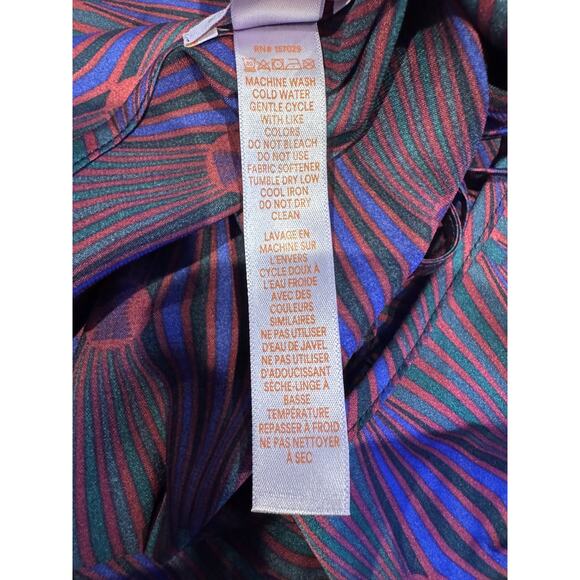 RN# 157029
MACHINE WASH
COLD WATER
GENTLE CYCLE
WITH LIKE
COLORS
DO NOT BLEACH
DO NOT USE
FABRIC SOFTENER
TUMBLE DRY LOW
COOL IRON
DO NOT DRY
CLEAN
LAVAGE EN
MACHINE SUR
L'ENVERS
CYCLE DOUX À
L'EAU FROIDE
AVEC DES
COULEURS
SIMILAIRES
NE PAS UTILISER
D'EAU DE JAVEL
NE PAS UTILISER
D'ADOUCISSANT
SÈCHE-LINGE À
BASSE
TEMPÉRATURE
REPASSER À FROID
NE PAS NETTOYER
À SEC